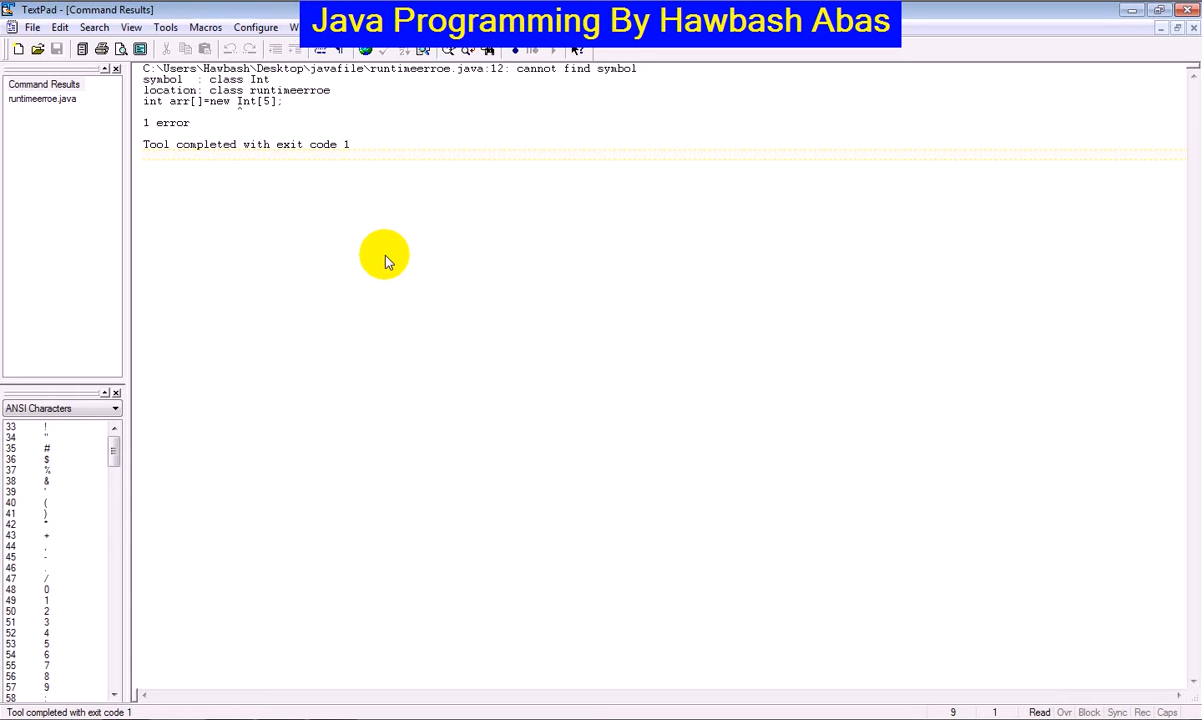 TextPad - [Command Results]
Java Programming By Hawbash Abas
File Edit Search View Tools Macros Configure
Command Results
runtimeerroe.java
C:\Users\Hawbash\Desktop\javafile\runtimeerroe.java:12: cannot find symbol
symbol : class Int
location: class runtimeerroe
int arr[]=new Int[5];
^
1 error
Tool completed with exit code 1
ANSI Characters
33 !
34 "
35 #
36 $
37 %
38 &
39 '
40 (
41 )
42 *
43 +
44 ,
45 -
46 .
47 /
48 0
49 1
50 2
51 3
52 4
53 5
54 6
55 7
56 8
57 9
58 :
Tool completed with exit code 1 9 1 Read Ovr Block Sync Rec Caps